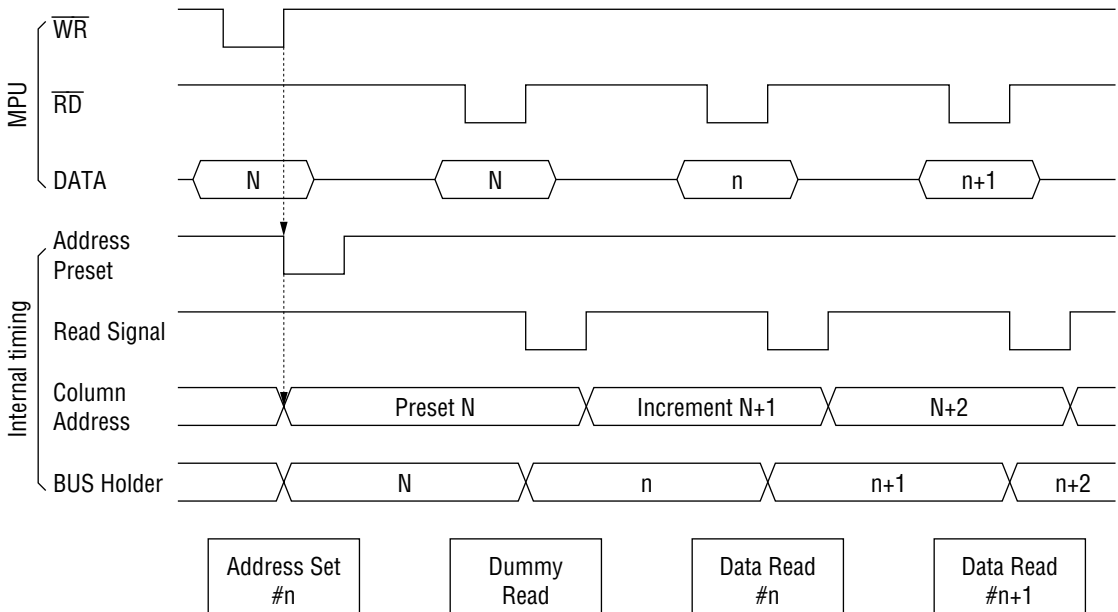 MPU
WR
RD
DATA N N n n+1
Internal timing
Address
Preset
Read Signal
Column
Address
Preset N Increment N+1 N+2
BUS Holder N n n+1 n+2
Address Set
#n
Dummy
Read
Data Read
#n
Data Read
#n+1